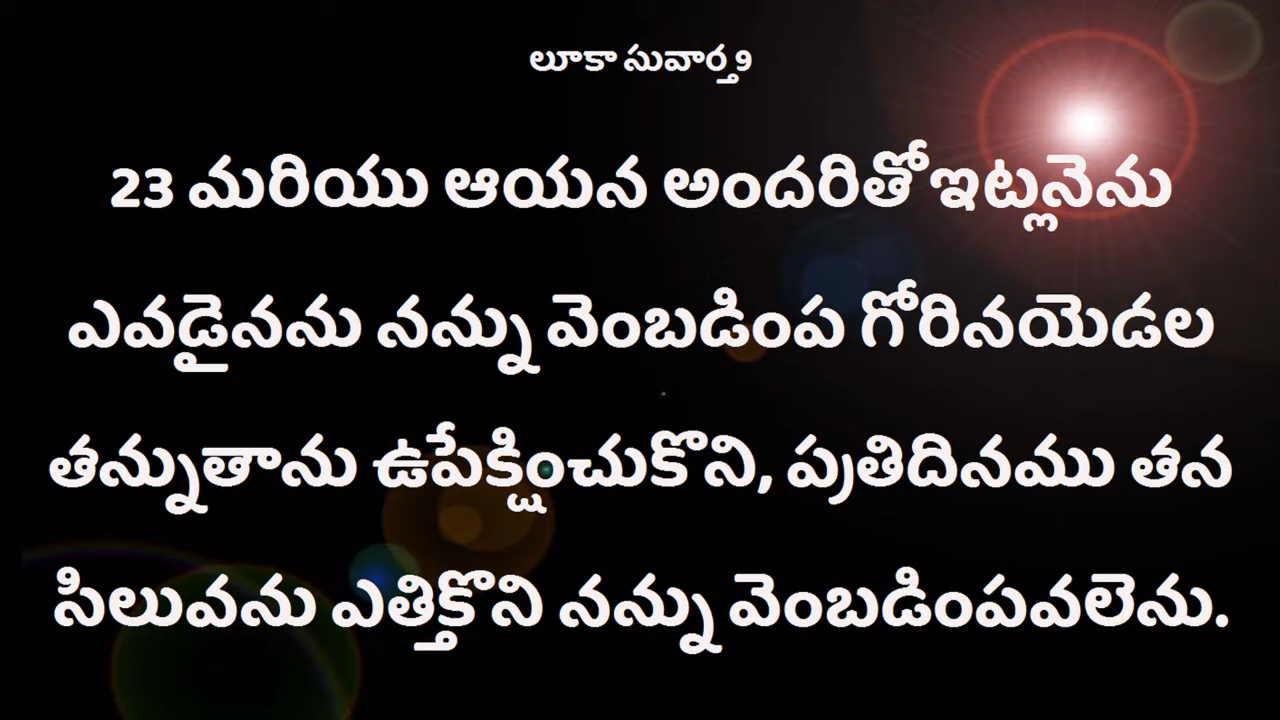 లూకా సువార్త 9
23 మరియు ఆయన అందరితో ఇట్లనెను
ఎవడైనను నన్ను వెంబడింప గోరినయెడల
తన్నుతాను ఉపేక్షించుకొని, ప్రతిదినము తన
సిలువను ఎత్తికొని నన్ను వెంబడింపవలెను.